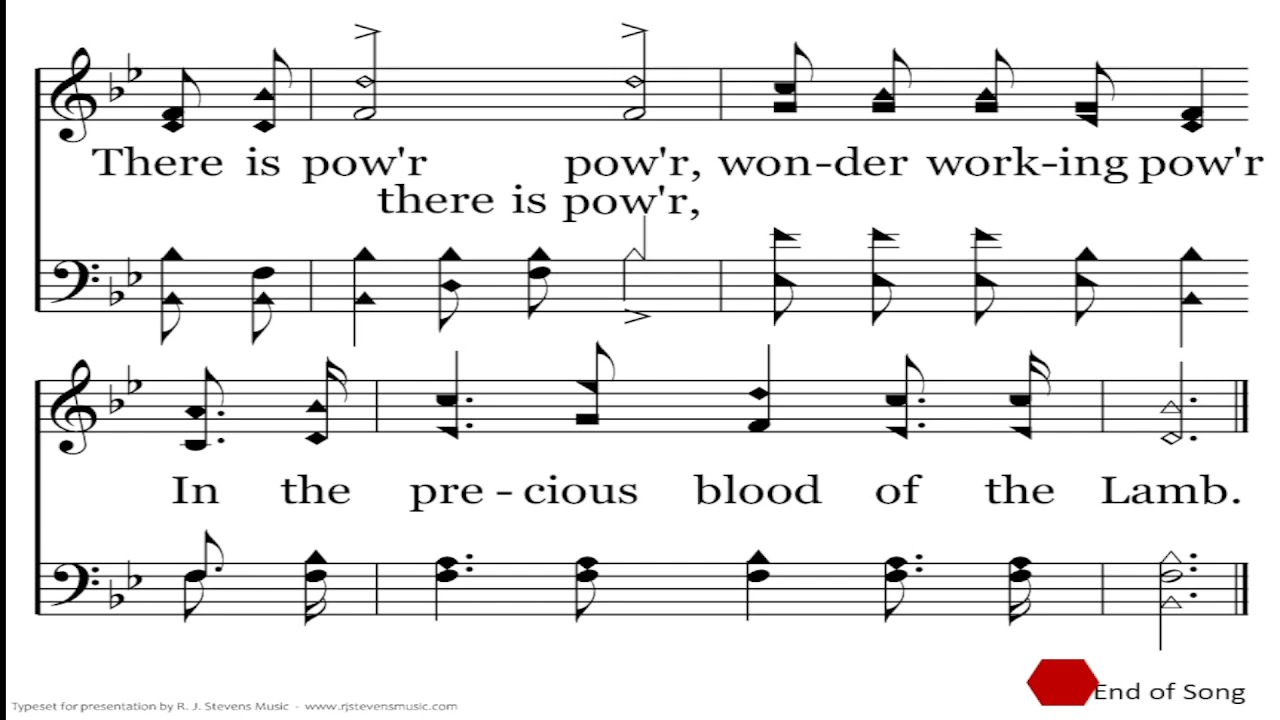 There is pow'r pow'r, won-der work-ing pow'r
there is pow'r,
In the pre - cious blood of the Lamb.
End of Song
Typeset for presentation by R. J. Stevens Music - www.rjstevensmusic.com